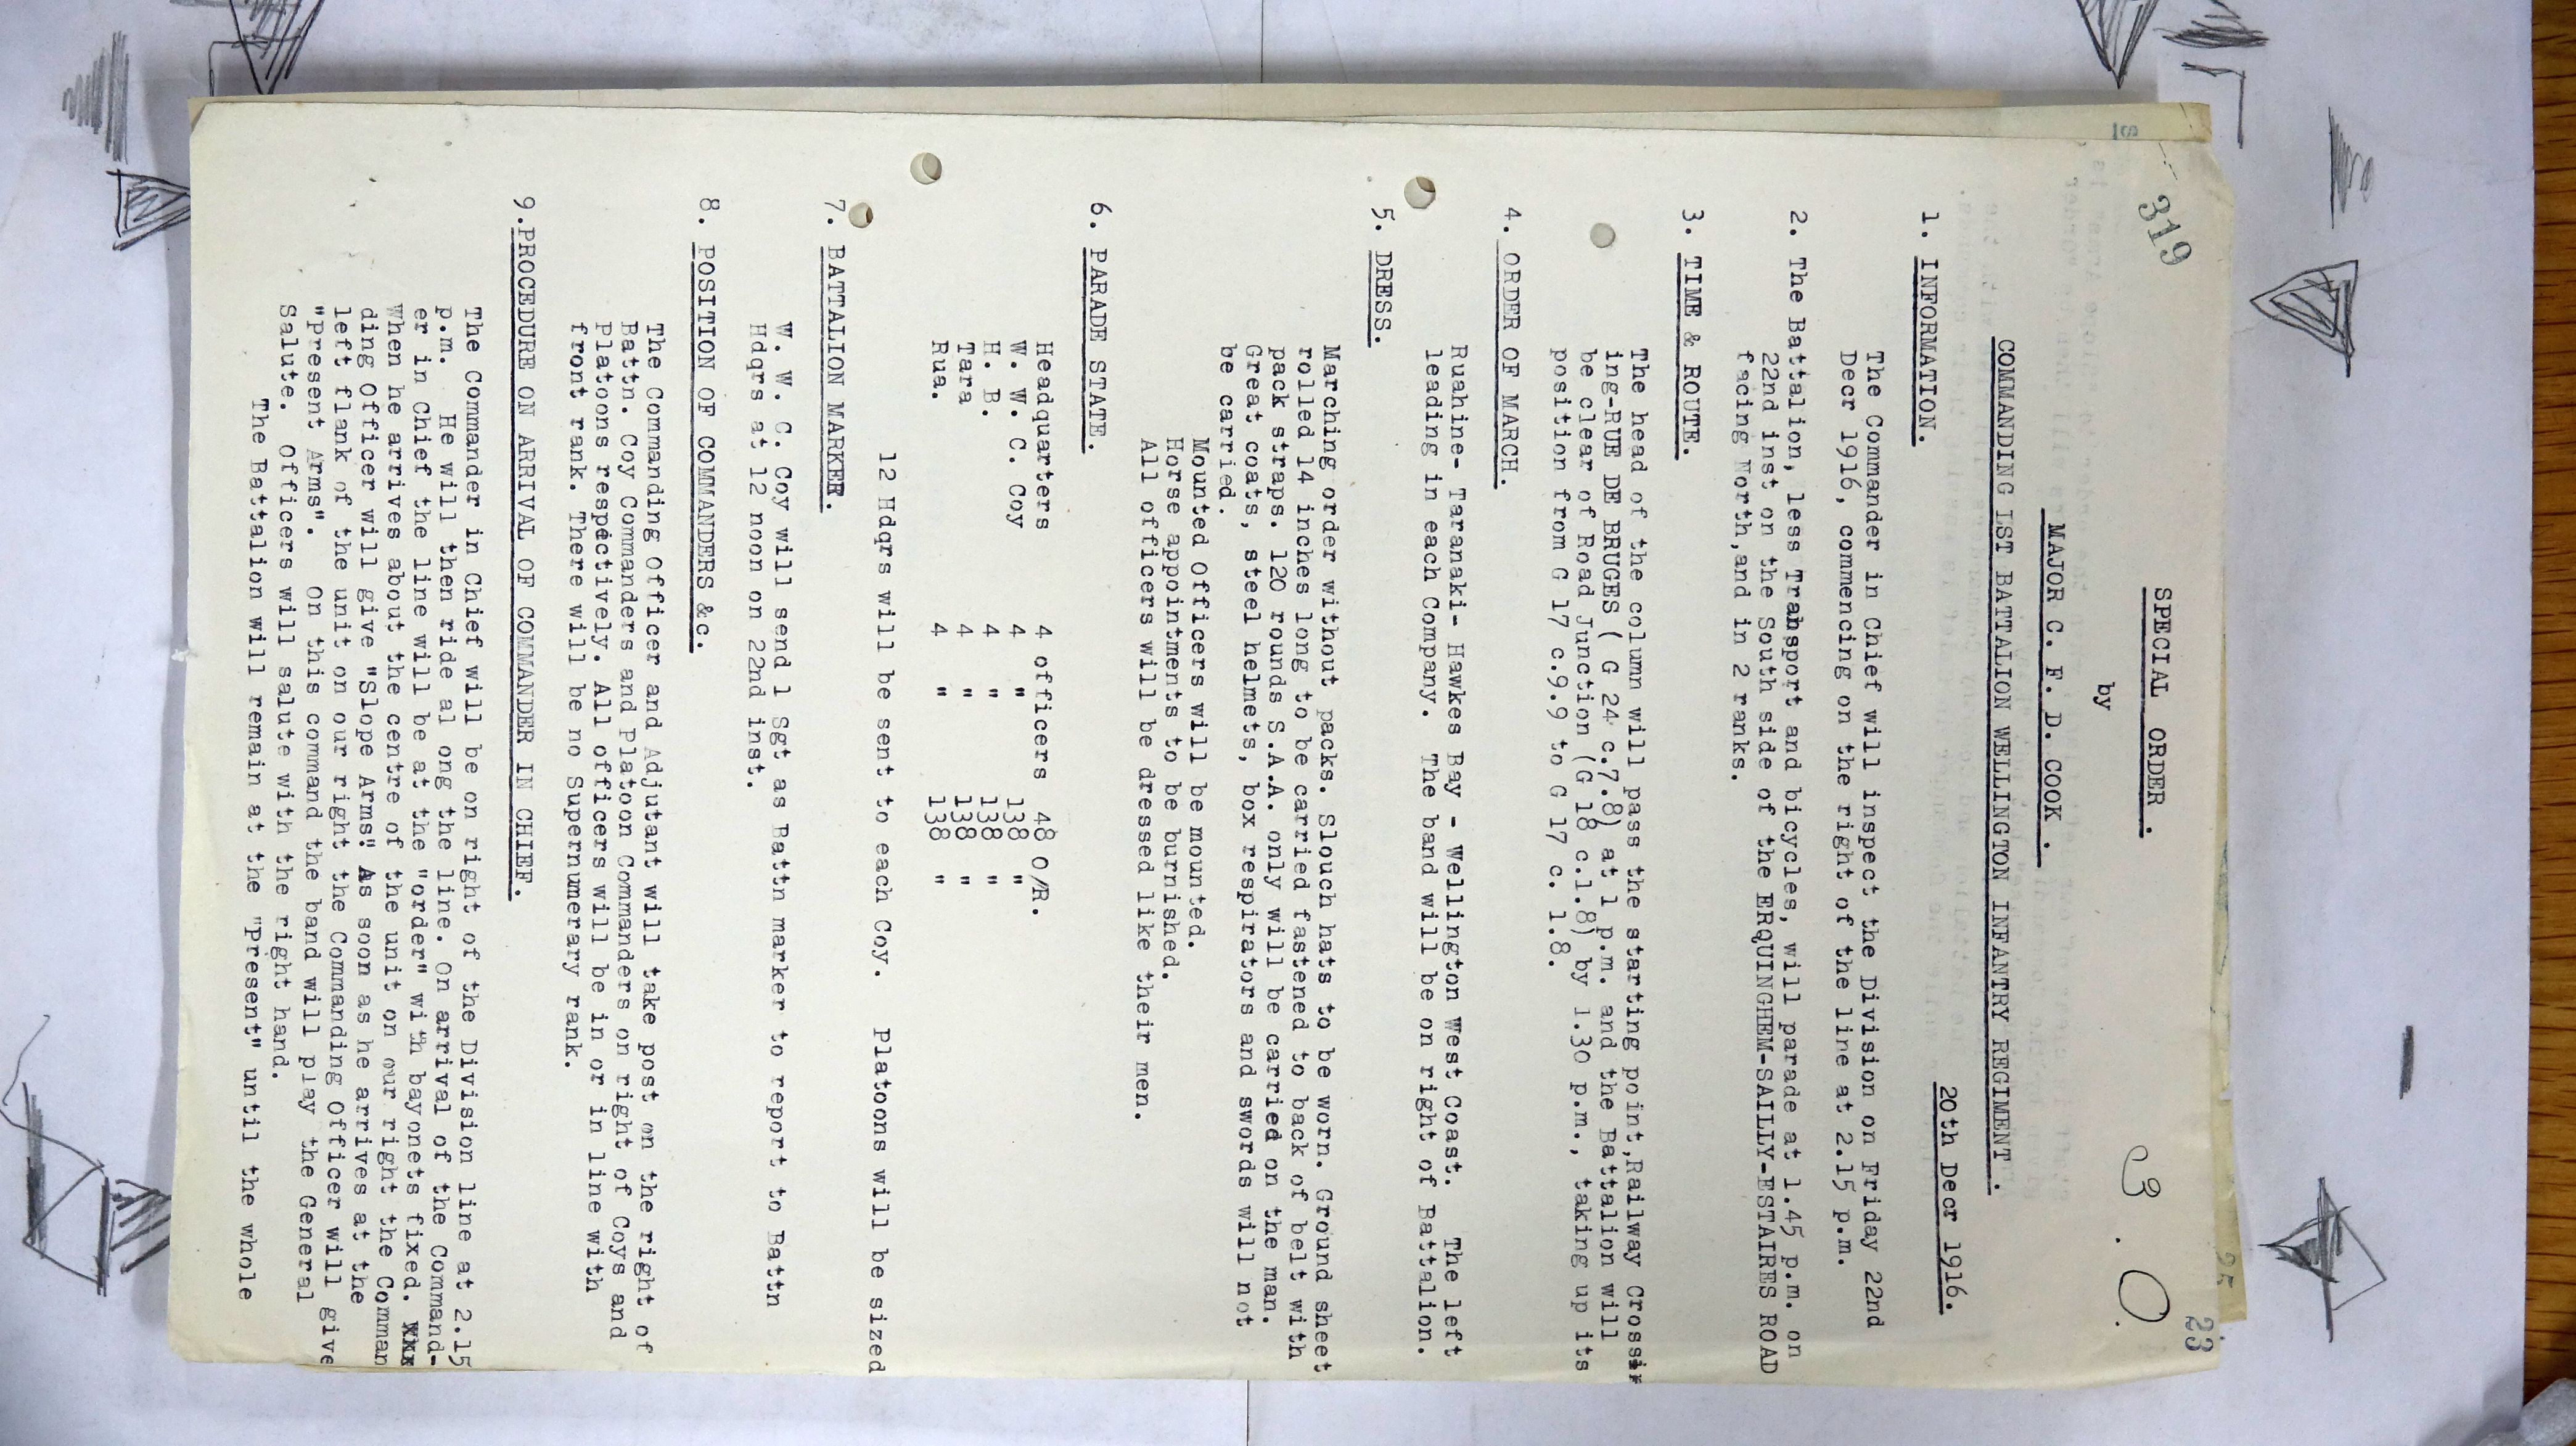 319
23
25
C.O.
SPECIAL ORDER .
by
MAJOR C. F. D. COOK .
COMMANDING 1ST BATTALION WELLINGTON INFANTRY REGIMENT .
20th Decr 1916.
1. INFORMATION.
The Commander in Chief will inspect the Division on Friday 22nd
Decr 1916, commencing on the right of the line at 2.15 p.m.
2. The Battalion, less Transport and bicycles, will parade at 1.45 p.m. on
22nd inst on the South side of the ERQUINGHEM-SAILLY-ESTAIRES ROAD
facing North,and in 2 ranks.
3. TIME & ROUTE.
The head of the column will pass the starting point,Railway Crossin
ing-RUE DE BRUGES ( G 24 c.7.8) at 1 p.m. and the Battalion will
be clear of Road Junction (G 18 c.1.8) by 1.30 p.m., taking up its
position from G 17 c.9.9 to G 17 c. 1.8.
4. ORDER OF MARCH.
Ruahine- Taranaki- Hawkes Bay - Wellington West Coast. The left
leading in each Company. The band will be on right of Battalion.
5. DRESS.
Marching order without packs. Slouch hats to be worn. Ground sheet
rolled 14 inches long to be carried fastened to back of belt with
pack straps. 120 rounds S.A.A. only will be carried on the man.
Great coats, steel helmets, box respirators and swords will not
be carried.
Mounted Officers will be mounted.
Horse appointments to be burnished.
All officers will be dressed like their men.
6. PARADE STATE.
Headquarters 4 officers 48 O/R.
W. W. C. Coy 4 " 138 "
H. B. 4 " 138 "
Tara 4 " 138 "
Rua. 4 " 138 "
12 Hdqrs will be sent to each Coy. Platoons will be sized
7. BATTALION MARKER.
W. W. C. Coy will send 1 Sgt as Battn marker to report to Battn
Hdqrs at 12 noon on 22nd inst.
8. POSITION OF COMMANDERS &c.
The Commanding Officer and Adjutant will take post on the right of
Battn. Coy Commanders and Platoon Commanders on right of Coys and
Platoons respectively. All officers will be in or in line with
front rank. There will be no Supernumerary rank.
9.PROCEDURE ON ARRIVAL OF COMMANDER IN CHIEF.
The Commander in Chief will be on right of the Division line at 2.15
p.m. He will then ride al ong the line. On arrival of the Command-
er in Chief the line will be at the "order" with bayonets fixed.
When he arrives about the centre of the unit on our right the Comman
ding Officer will give "Slope Arms". As soon as he arrives at the
left flank of the unit on our right the Commanding Officer will give
"Present Arms". On this command the band will play the General
Salute. Officers will salute with the right hand.
The Battalion will remain at the "Present" until the whole